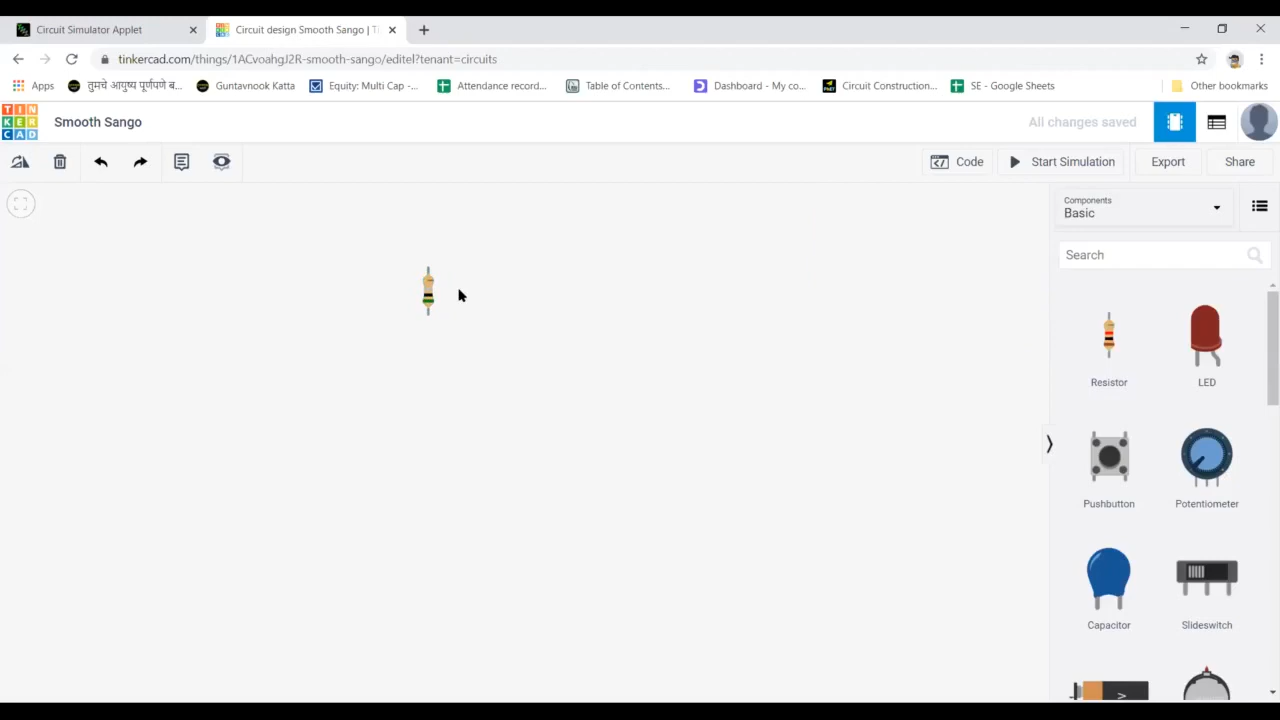 Circuit Simulator Applet
Circuit design Smooth Sango | Ti
tinkercad.com/things/1ACvoahgJ2R-smooth-sango/editel?tenant=circuits
Apps
तुमचे आयुष्य पूर्णपणे ब...
Guntavnook Katta
Equity: Multi Cap -...
Attendance record...
Table of Contents...
Dashboard - My co...
Circuit Construction...
SE - Google Sheets
Other bookmarks
TIN
KER
CAD
Smooth Sango
All changes saved
Code
Start Simulation
Export
Share
Components
Basic
Search
Resistor
LED
Pushbutton
Potentiometer
Capacitor
Slideswitch